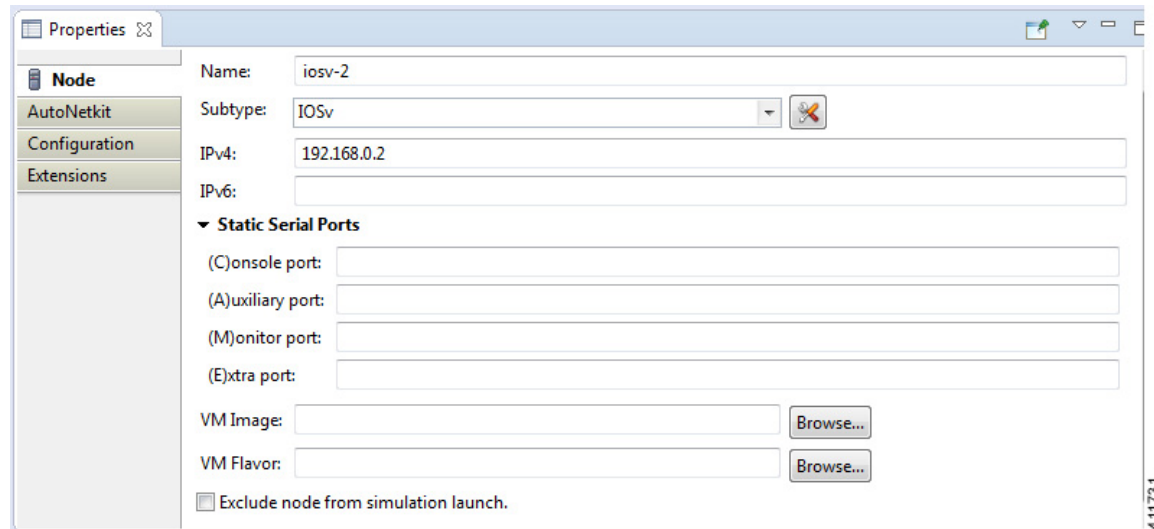 Properties
Node
AutoNetkit
Configuration
Extensions
Name: iosv-2
Subtype: IOSv
IPv4: 192.168.0.2
IPv6:
Static Serial Ports
(C)onsole port:
(A)uxiliary port:
(M)onitor port:
(E)xtra port:
VM Image: Browse...
VM Flavor: Browse...
Exclude node from simulation launch.
411731